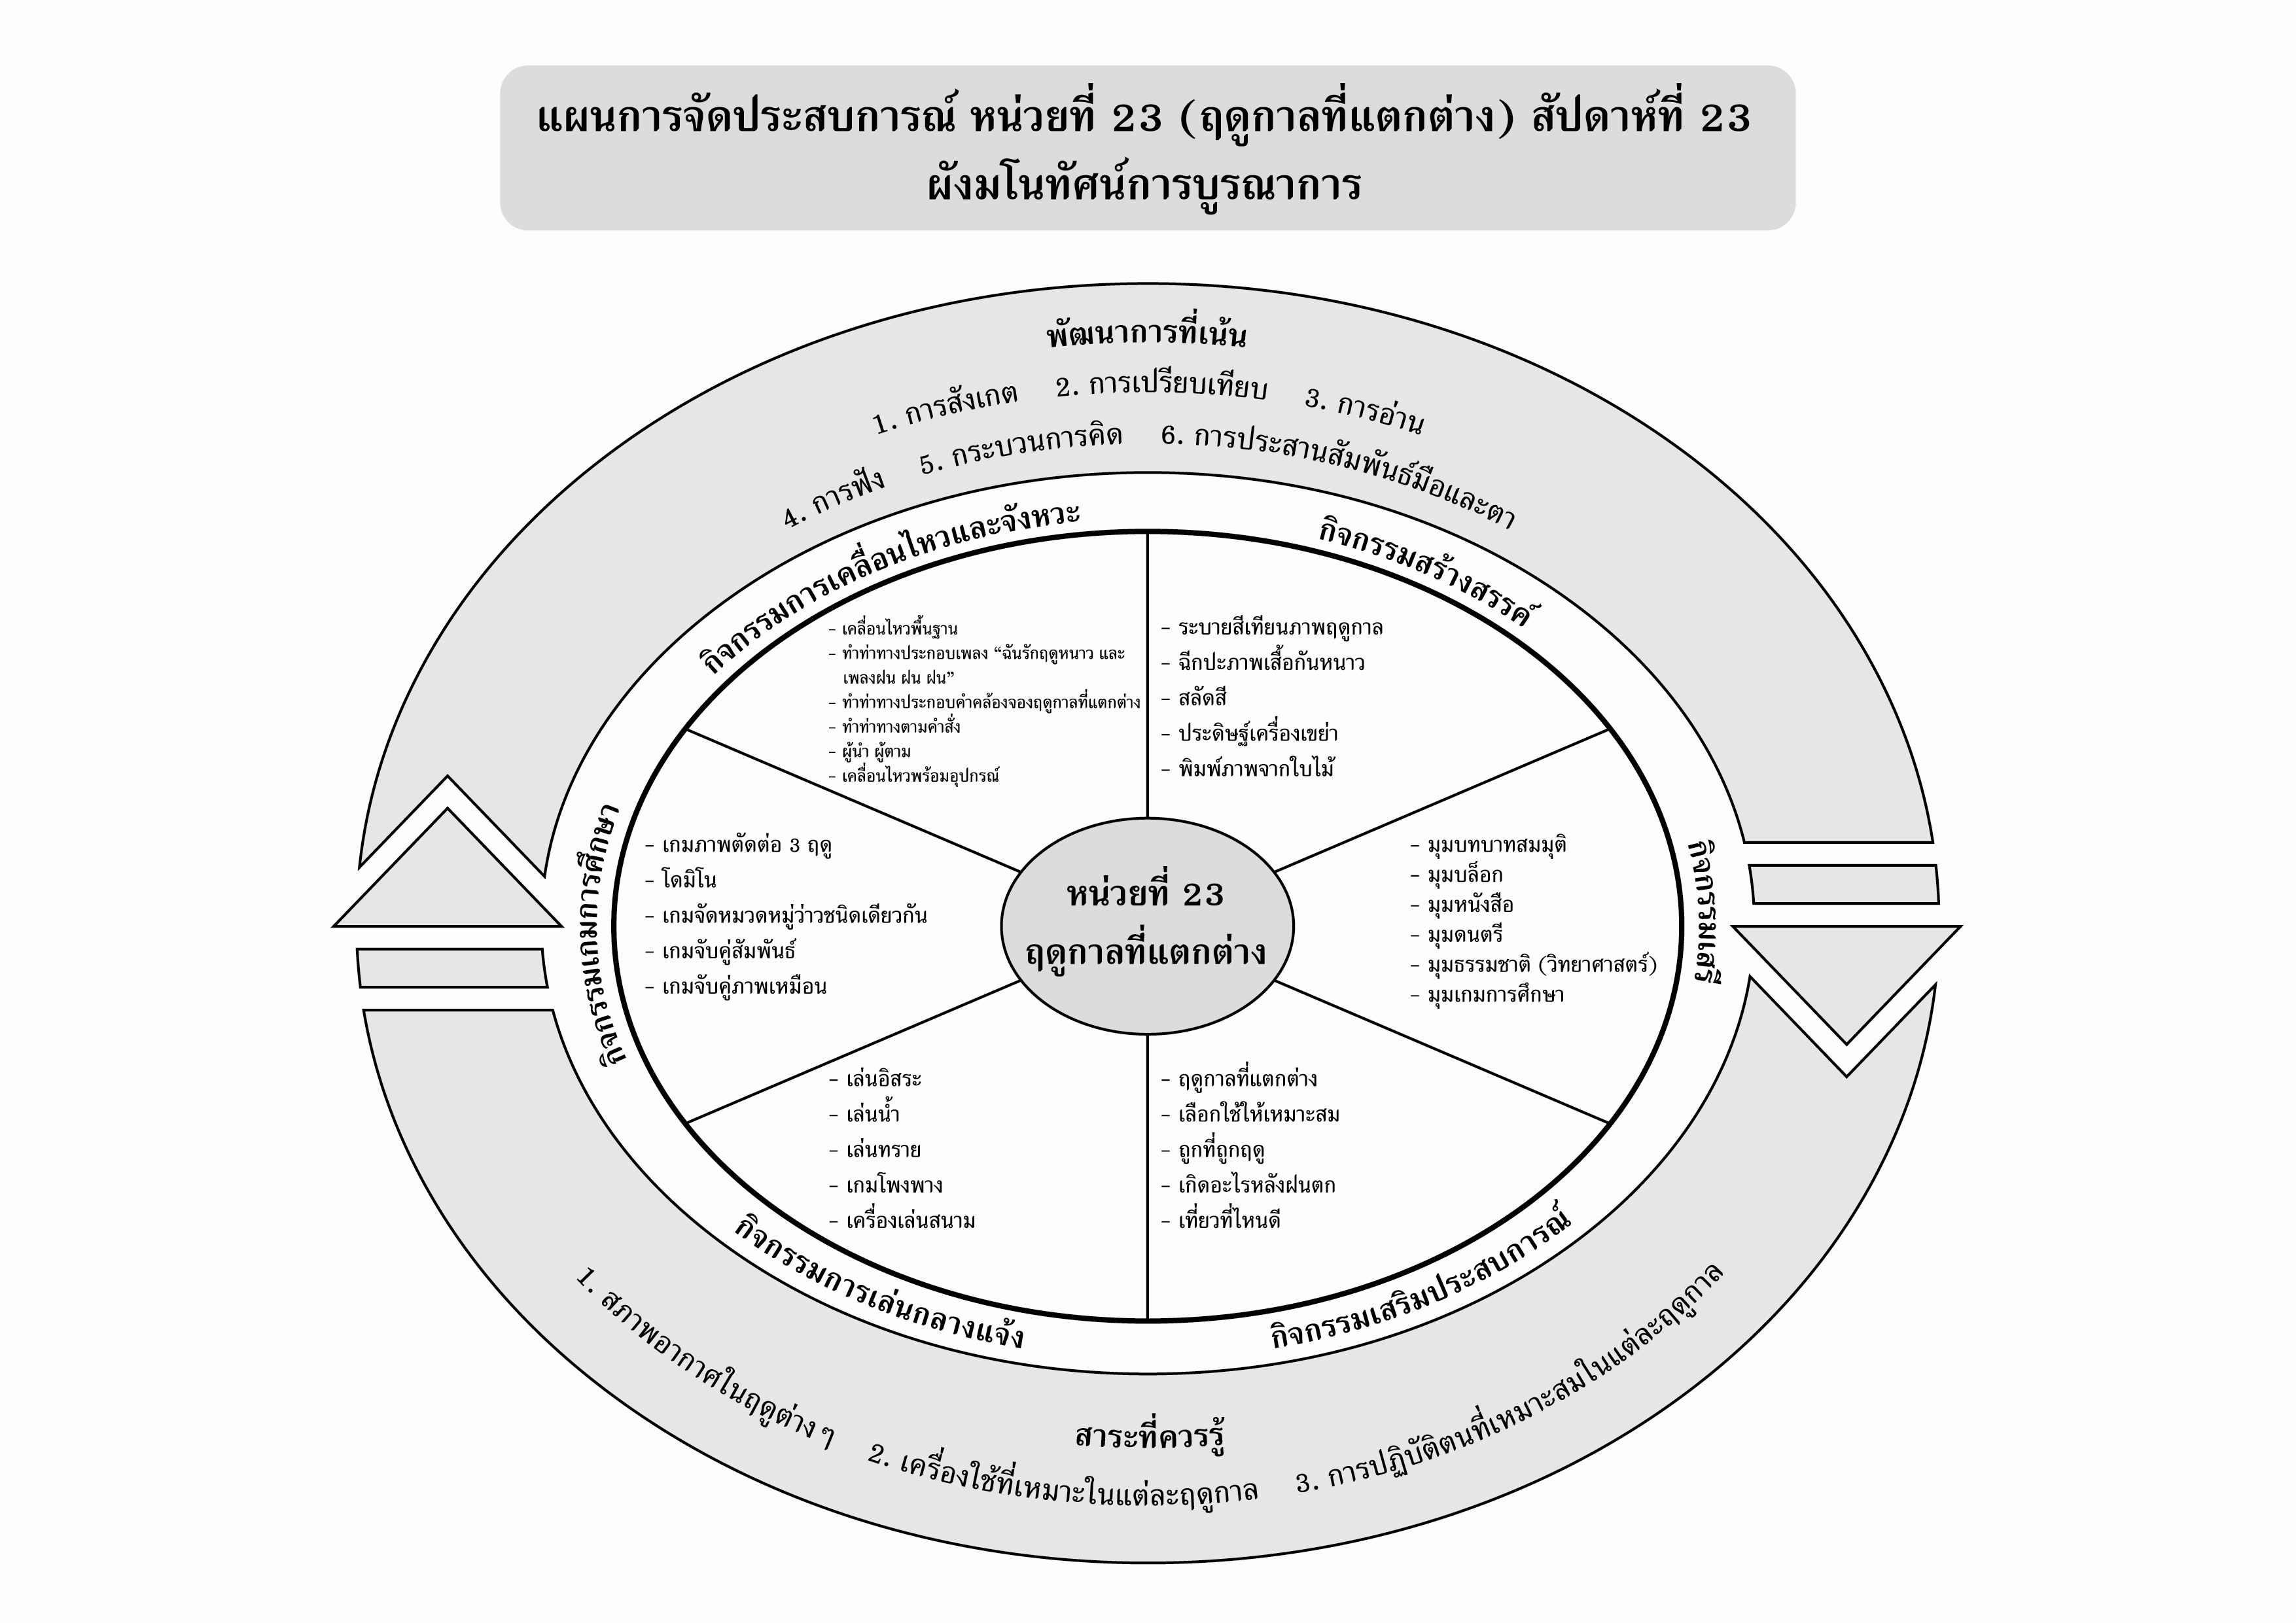 แผนการจัดประสบการณ์ หน่วยที่ 23 (ฤดูกาลที่แตกต่าง) สัปดาห์ที่ 23
ผังมโนทัศน์การบูรณาการ
พัฒนาการที่เน้น
1. การสังเกต 2. การเปรียบเทียบ 3. การอ่าน
4. การฟัง 5. กระบวนการคิด 6. การประสานสัมพันธ์มือและตา
กิจกรรมการเคลื่อนไหวและจังหวะ
- เคลื่อนไหวพื้นฐาน
- ทำท่าทางประกอบเพลง “ฉันรักฤดูหนาว และ
เพลงฝน ฝน ฝน”
- ทำท่าทางประกอบคำคล้องจองฤดูกาลที่แตกต่าง
- ทำท่าทางตามคำสั่ง
- ผู้นำ ผู้ตาม
- เคลื่อนไหวพร้อมอุปกรณ์
กิจกรรมสร้างสรรค์
- ระบายสีเทียนภาพฤดูกาล
- ฉีกปะภาพเสื้อกันหนาว
- สลัดสี
- ประดิษฐ์เครื่องเขย่า
- พิมพ์ภาพจากใบไม้
กิจกรรมเกมการศึกษา
- เกมภาพตัดต่อ 3 ฤดู
- โดมิโน
- เกมจัดหมวดหมู่ว่าวชนิดเดียวกัน
- เกมจับคู่สัมพันธ์
- เกมจับคู่ภาพเหมือน
หน่วยที่ 23
ฤดูกาลที่แตกต่าง
กิจกรรมเสรี
- มุมบทบาทสมมุติ
- มุมบล็อก
- มุมหนังสือ
- มุมดนตรี
- มุมธรรมชาติ (วิทยาศาสตร์)
- มุมเกมการศึกษา
- เล่นอิสระ
- เล่นน้ำ
- เล่นทราย
- เกมโพงพาง
- เครื่องเล่นสนาม
กิจกรรมการเล่นกลางแจ้ง
- ฤดูกาลที่แตกต่าง
- เลือกใช้ให้เหมาะสม
- ถูกที่ถูกฤดู
- เกิดอะไรหลังฝนตก
- เที่ยวที่ไหนดี
กิจกรรมเสริมประสบการณ์
สาระที่ควรรู้
1. สภาพอากาศในฤดูต่าง ๆ 2. เครื่องใช้ที่เหมาะในแต่ละฤดูกาล 3. การปฏิบัติตนที่เหมาะสมในแต่ละฤดูกาล